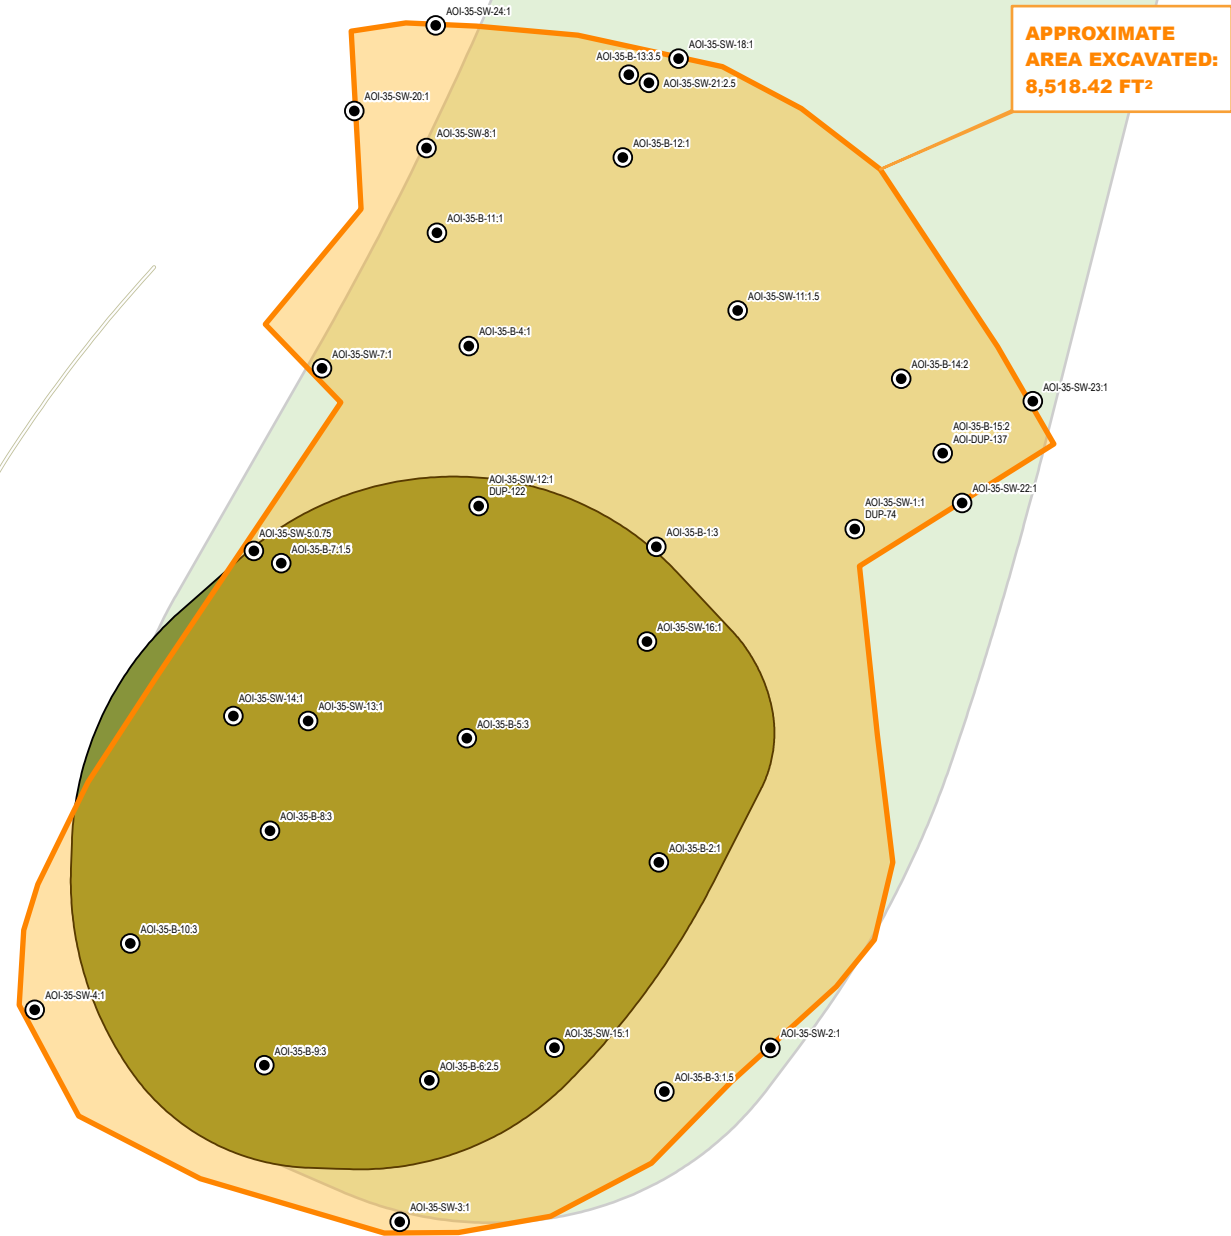 AOI-35-SW-24:1
APPROXIMATE
AREA EXCAVATED:
8,518.42 FT²
AOI-35-SW-18:1
AOI-35-B-13:3.5
AOI-35-SW-21:2.5
AOI-35-SW-20:1
AOI-35-SW-8:1
AOI-35-B-12:1
AOI-35-B-11:1
AOI-35-SW-11:1.5
AOI-35-B-4:1
AOI-35-SW-7:1
AOI-35-B-14:2
AOI-35-SW-23:1
AOI-35-B-15:2
AOI-DUP-137
AOI-35-SW-12:1
DUP-122
AOI-35-SW-22:1
AOI-35-SW-1:1
DUP-74
AOI-35-SW-5:0.75
AOI-35-B-7:1.5
AOI-35-B-1:3
AOI-35-SW-16:1
AOI-35-SW-14:1
AOI-35-SW-13:1
AOI-35-B-5:3
AOI-35-B-8:3
AOI-35-B-2:1
AOI-35-B-10:3
AOI-35-SW-4:1
AOI-35-SW-15:1
AOI-35-SW-2:1
AOI-35-B-9:3
AOI-35-B-6:2.5
AOI-35-B-3:1.5
AOI-35-SW-3:1